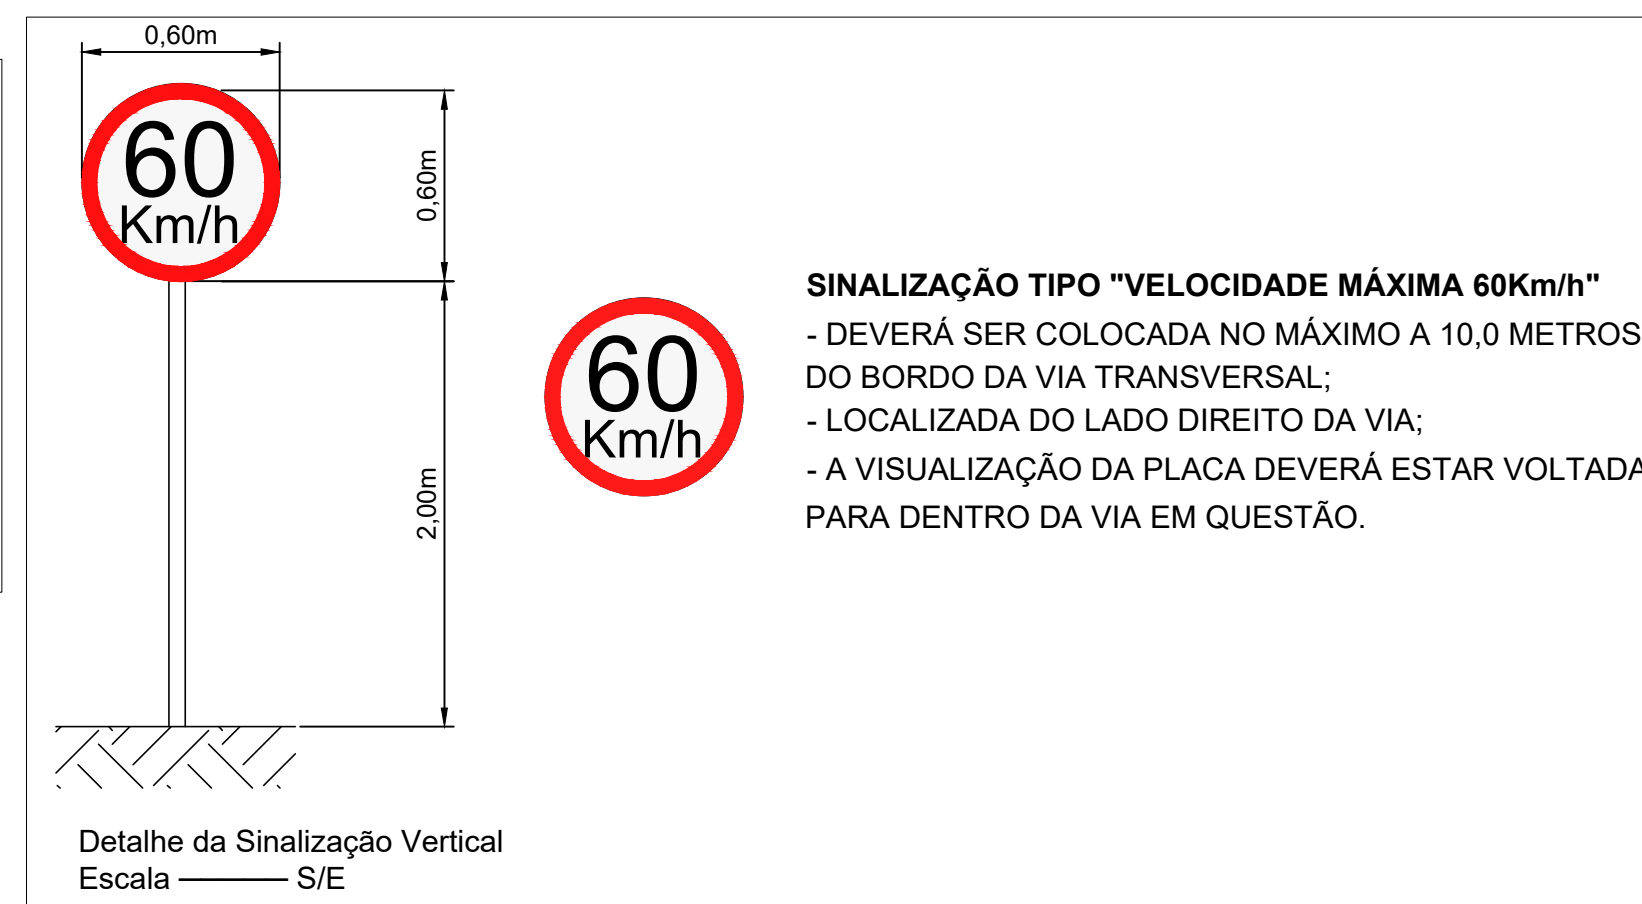 0,60m
60
Km/h
0,60m
2,00m
60
Km/h
SINALIZAÇÃO TIPO "VELOCIDADE MÁXIMA 60Km/h"
- DEVERÁ SER COLOCADA NO MÁXIMO A 10,0 METROS
DO BORDO DA VIA TRANSVERSAL;
- LOCALIZADA DO LADO DIREITO DA VIA;
- A VISUALIZAÇÃO DA PLACA DEVERÁ ESTAR VOLTADA
PARA DENTRO DA VIA EM QUESTÃO.
Detalhe da Sinalização Vertical
Escala ——— S/E